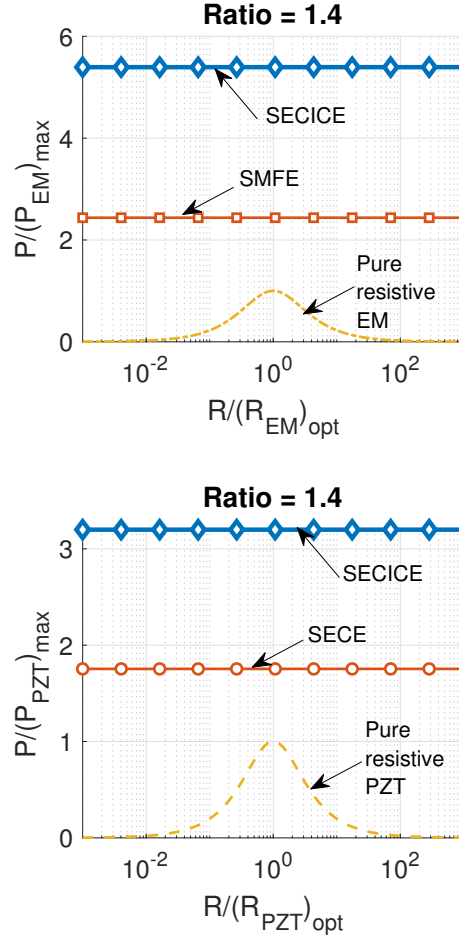 Ratio = 1.4
P/(P_EM)_max
6
4
2
0
SECICE
SMFE
Pure
resistive
EM
10^-2
10^0
10^2
R/(R_EM)_opt
Ratio = 1.4
P/(P_PZT)_max
3
2
1
0
SECICE
SECE
Pure
resistive
PZT
10^-2
10^0
10^2
R/(R_PZT)_opt